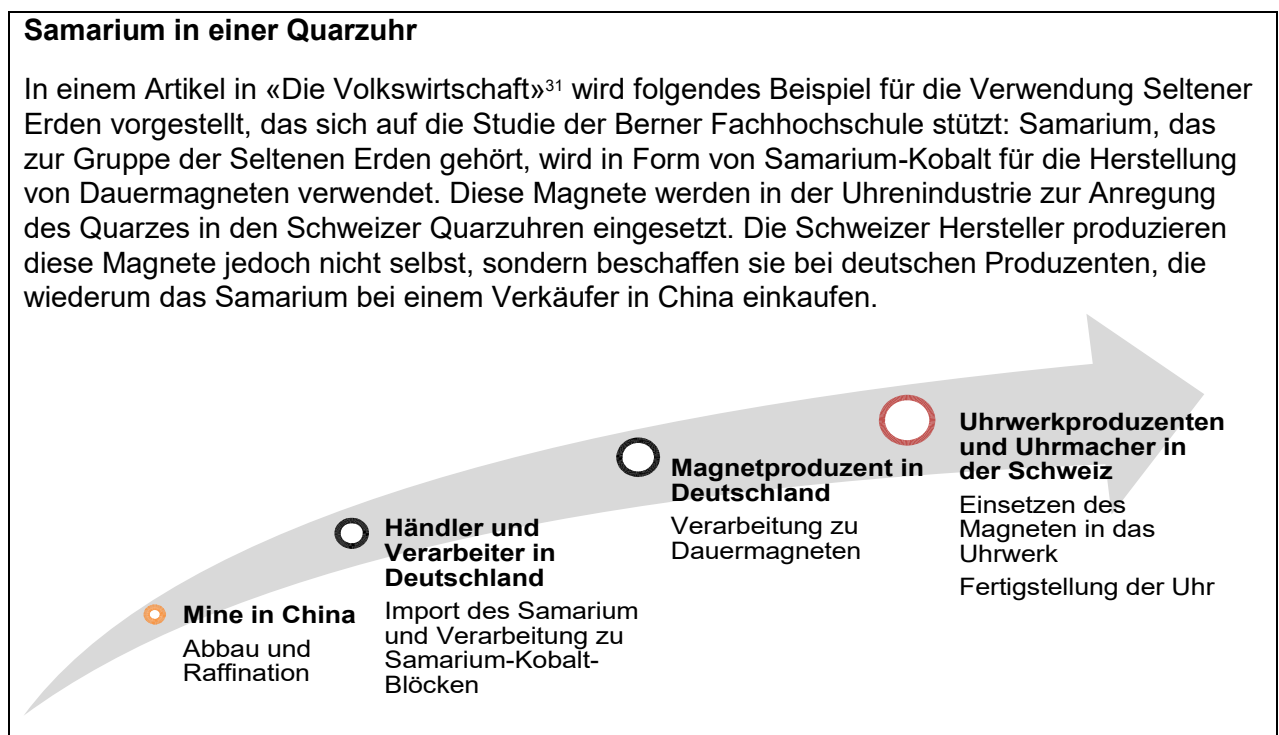 Samarium in einer Quarzuhr
In einem Artikel in «Die Volkswirtschaft»³¹ wird folgendes Beispiel für die Verwendung Seltener
Erden vorgestellt, das sich auf die Studie der Berner Fachhochschule stützt: Samarium, das
zur Gruppe der Seltenen Erden gehört, wird in Form von Samarium-Kobalt für die Herstellung
von Dauermagneten verwendet. Diese Magnete werden in der Uhrenindustrie zur Anregung
des Quarzes in den Schweizer Quarzuhren eingesetzt. Die Schweizer Hersteller produzieren
diese Magnete jedoch nicht selbst, sondern beschaffen sie bei deutschen Produzenten, die
wiederum das Samarium bei einem Verkäufer in China einkaufen.
Mine in China
Abbau und
Raffination
Händler und
Verarbeiter in
Deutschland
Import des Samarium
und Verarbeitung zu
Samarium-Kobalt-
Blöcken
Magnetproduzent in
Deutschland
Verarbeitung zu
Dauermagneten
Uhrwerkproduzenten
und Uhrmacher in
der Schweiz
Einsetzen des
Magneten in das
Uhrwerk
Fertigstellung der Uhr